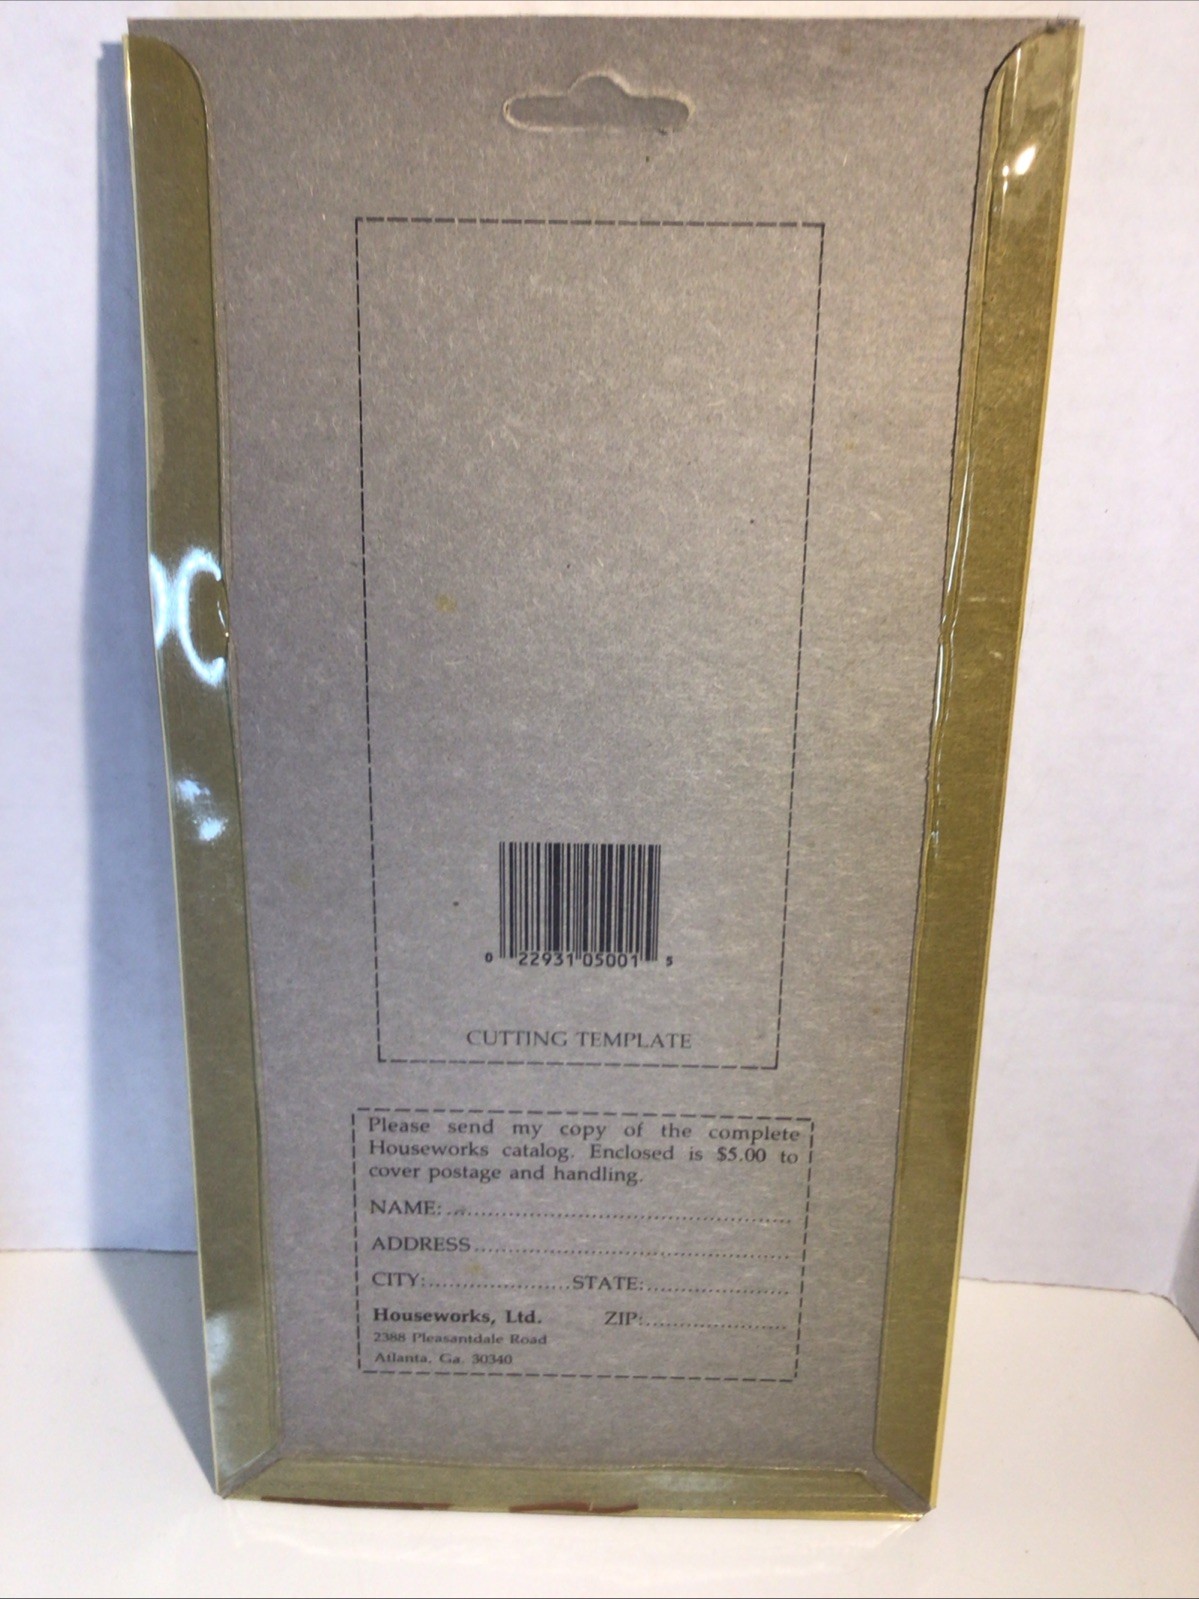 0 22931 05001 5
CUTTING TEMPLATE
Please send my copy of the complete
Houseworks catalog. Enclosed is $5.00 to
cover postage and handling.
NAME:
ADDRESS
CITY: STATE:
Houseworks, Ltd. ZIP:
2388 Pleasantdale Road
Atlanta, Ga. 30340